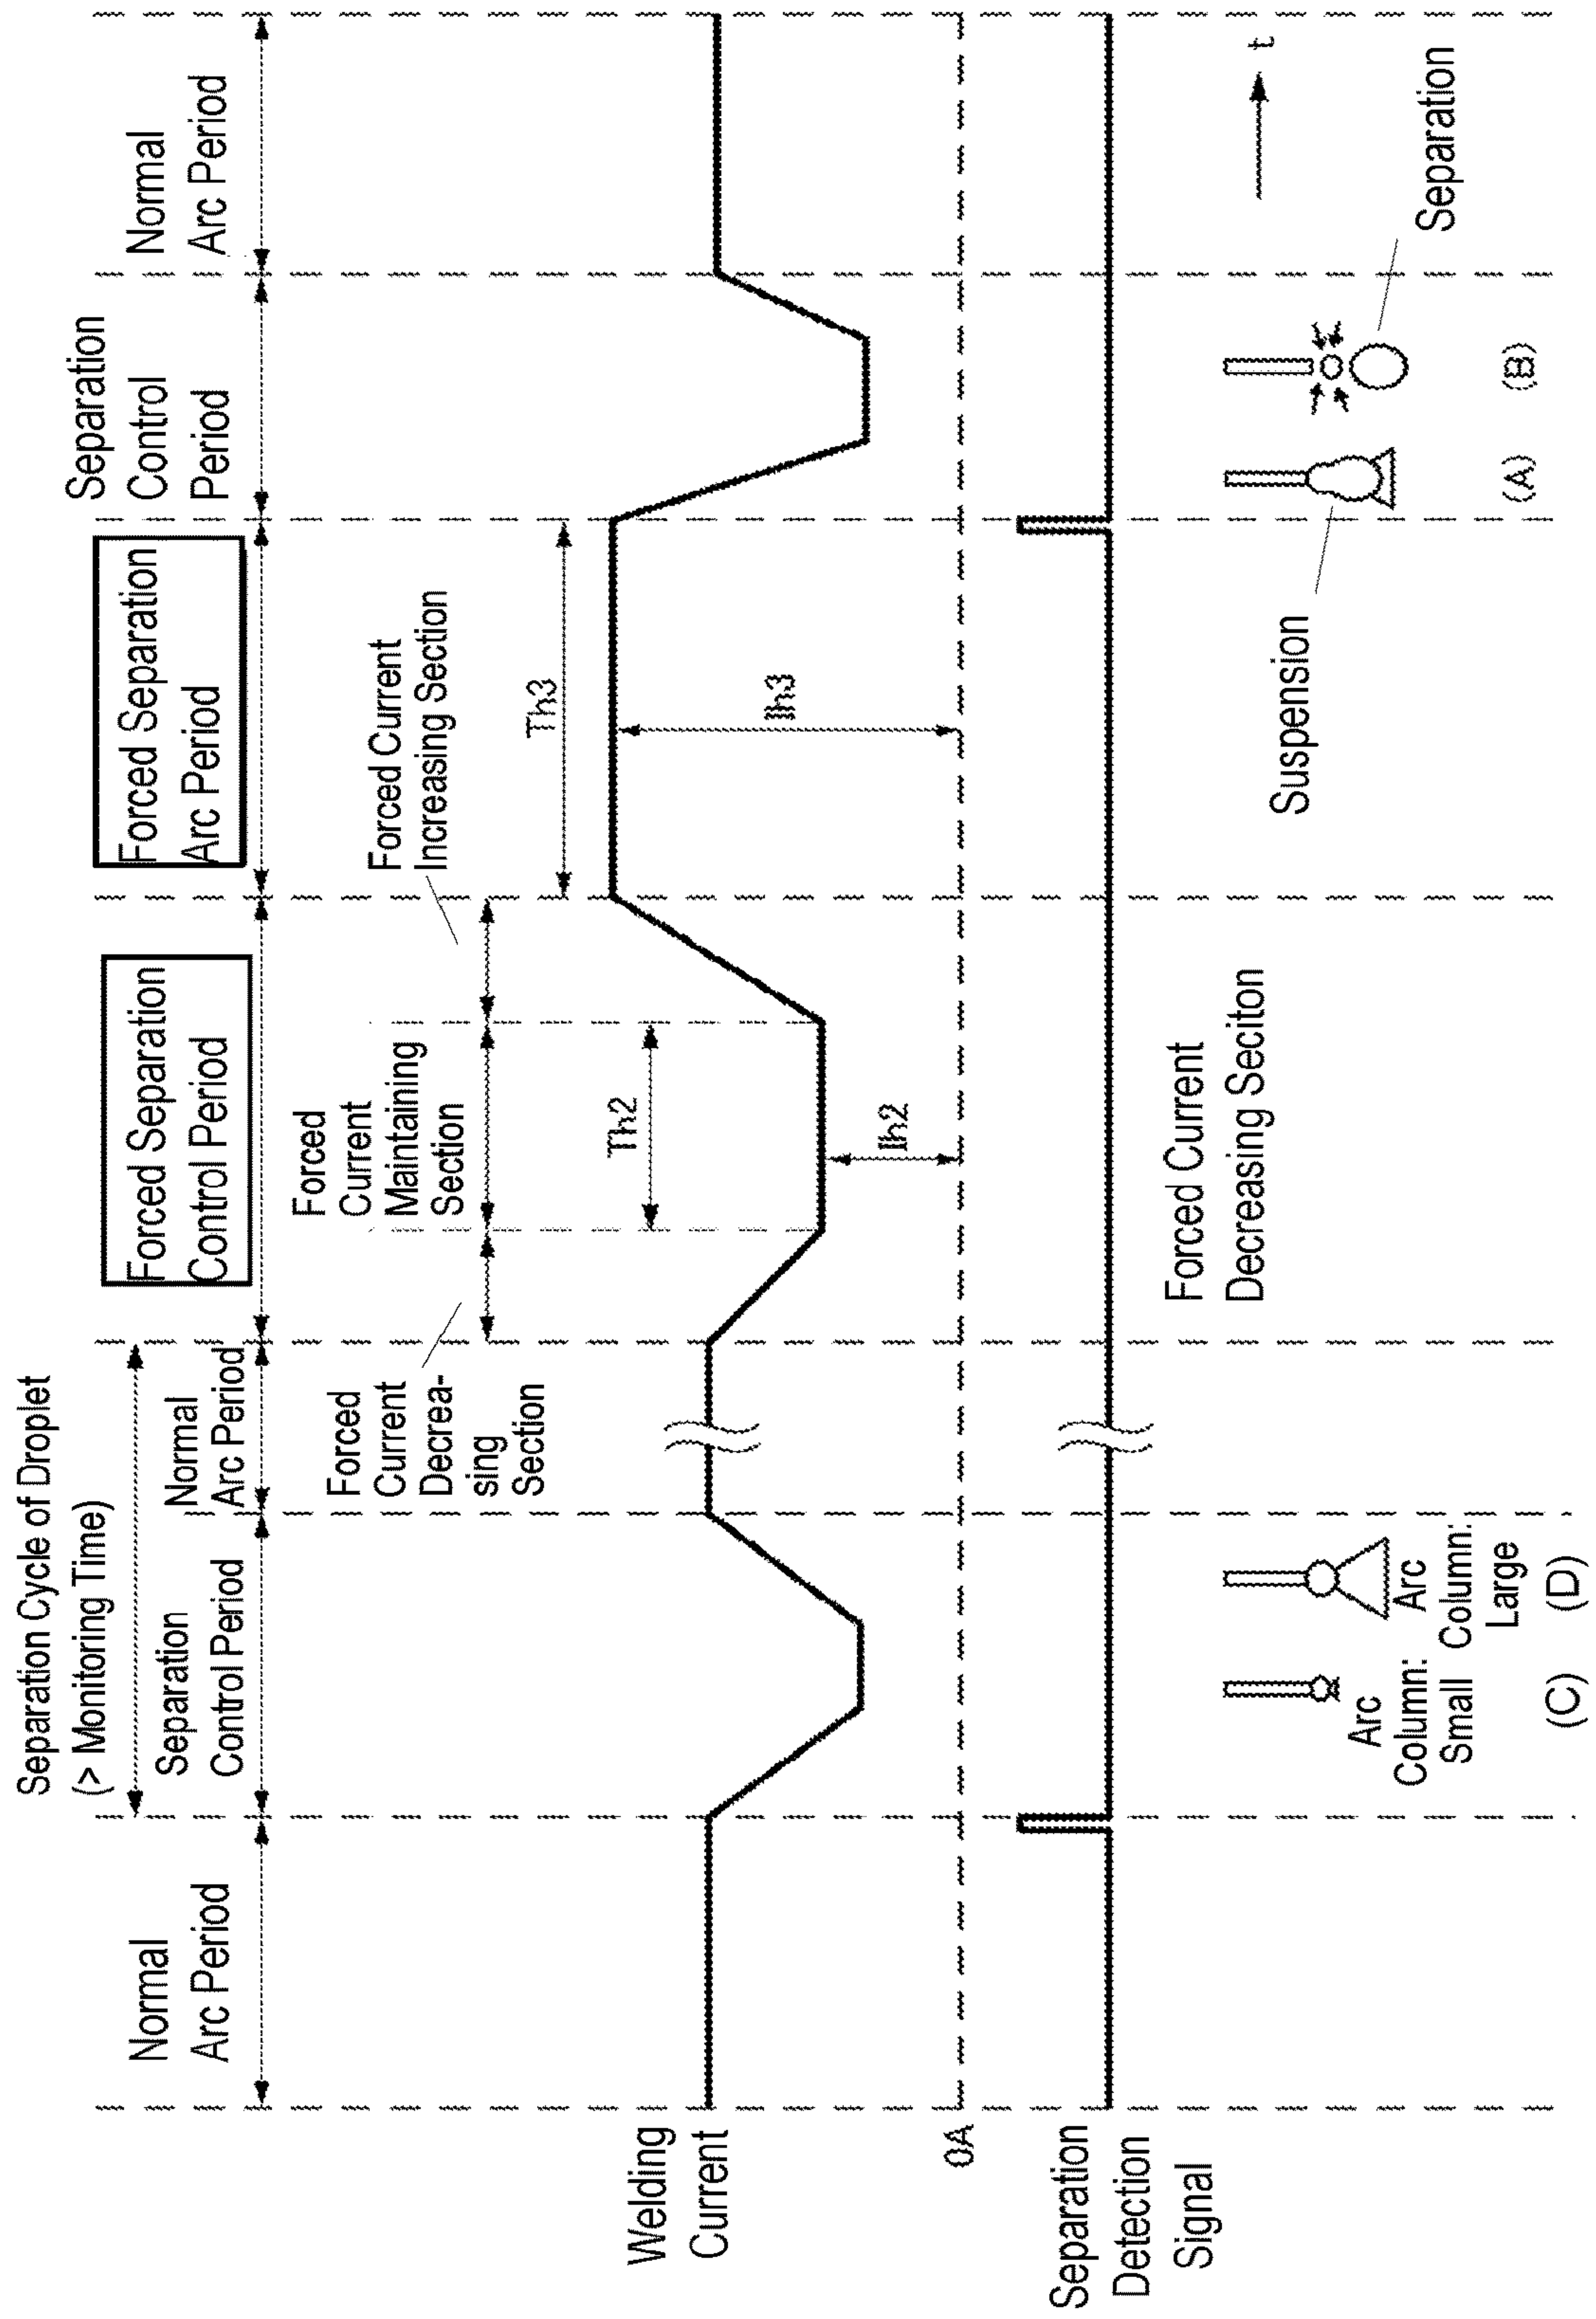 Separation Cycle of Droplet
(> Monitoring Time)
Normal
Arc Period
Separation
Control Period
Normal
Arc Period
Forced Separation
Control Period
Forced Separation
Arc Period
Separation
Control
Period
Normal
Arc Period
Forced
Current
Decrea-
sing
Section
Forced
Current
Maintaining
Section
Forced Current
Increasing Section
Th2
Th3
Ih2
Ih3
Welding
Current
0A
Separation
Detection
Signal
Forced Current
Decreasing Seciton
t
Arc
Column:
Small
(C)
Arc
Column:
Large
(D)
Suspension
(A)
Separation
(B)